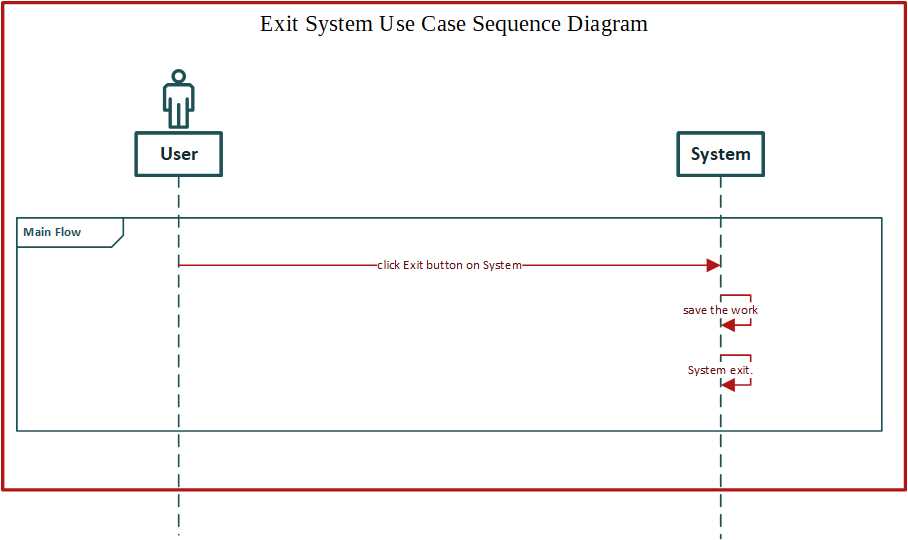 Exit System Use Case Sequence Diagram
User
System
Main Flow
click Exit button on System
save the work
System exit.